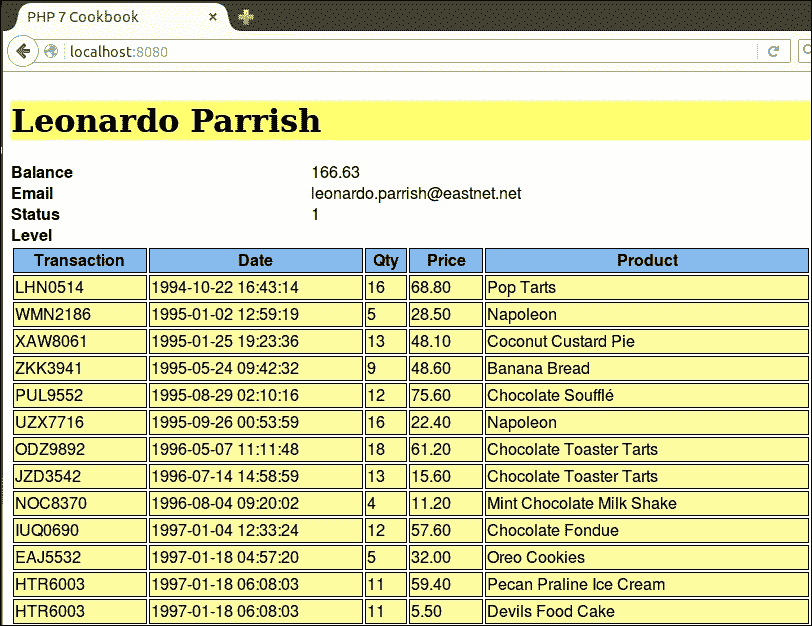 PHP 7 Cookbook
localhost:8080
Leonardo Parrish
Balance 166.63
Email leonardo.parrish@eastnet.net
Status 1
Level
Transaction Date Qty Price Product
LHN0514 1994-10-22 16:43:14 16 68.80 Pop Tarts
WMN2186 1995-01-02 12:59:19 5 28.50 Napoleon
XAW8061 1995-01-25 19:23:36 13 48.10 Coconut Custard Pie
ZKK3941 1995-05-24 09:42:32 9 48.60 Banana Bread
PUL9552 1995-08-29 02:10:16 12 75.60 Chocolate Soufflé
UZX7716 1995-09-26 00:53:59 16 22.40 Napoleon
ODZ9892 1996-05-07 11:11:48 18 61.20 Chocolate Toaster Tarts
JZD3542 1996-07-14 14:58:59 13 15.60 Chocolate Toaster Tarts
NOC8370 1996-08-04 09:20:02 4 11.20 Mint Chocolate Milk Shake
IUQ0690 1997-01-04 12:33:24 12 57.60 Chocolate Fondue
EAJ5532 1997-01-18 04:57:20 5 32.00 Oreo Cookies
HTR6003 1997-01-18 06:08:03 11 59.40 Pecan Praline Ice Cream
HTR6003 1997-01-18 06:08:03 11 5.50 Devils Food Cake